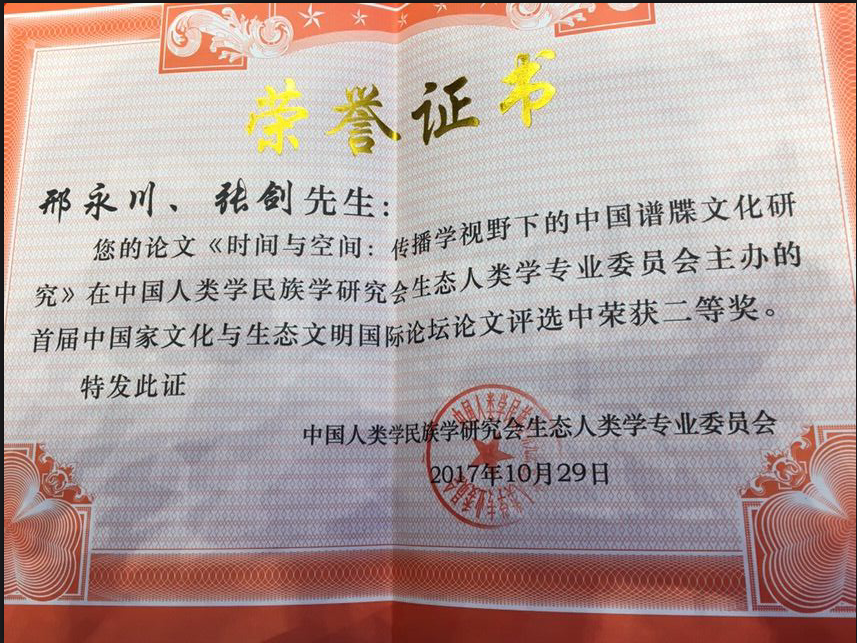 荣誉证书
邢永川、张剑先生：
您的论文《时间与空间：传播学视野下的中国谱牒文化研
究》在中国人类学民族学研究会生态人类学专业委员会主办的
首届中国家文化与生态文明国际论坛论文评选中荣获二等奖。
特发此证
中国人类学民族学研究会生态人类学专业委员会
2017年10月29日